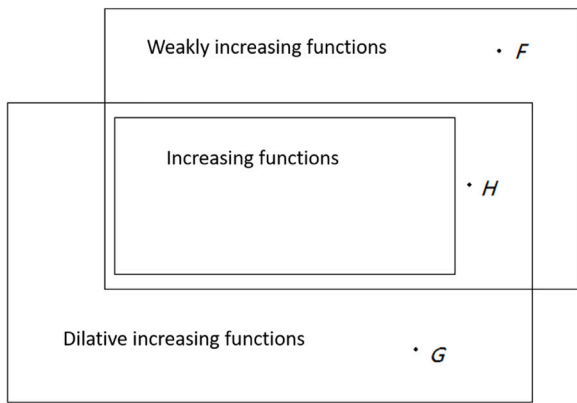 Weakly increasing functions
F
Increasing functions
H
Dilative increasing functions
G